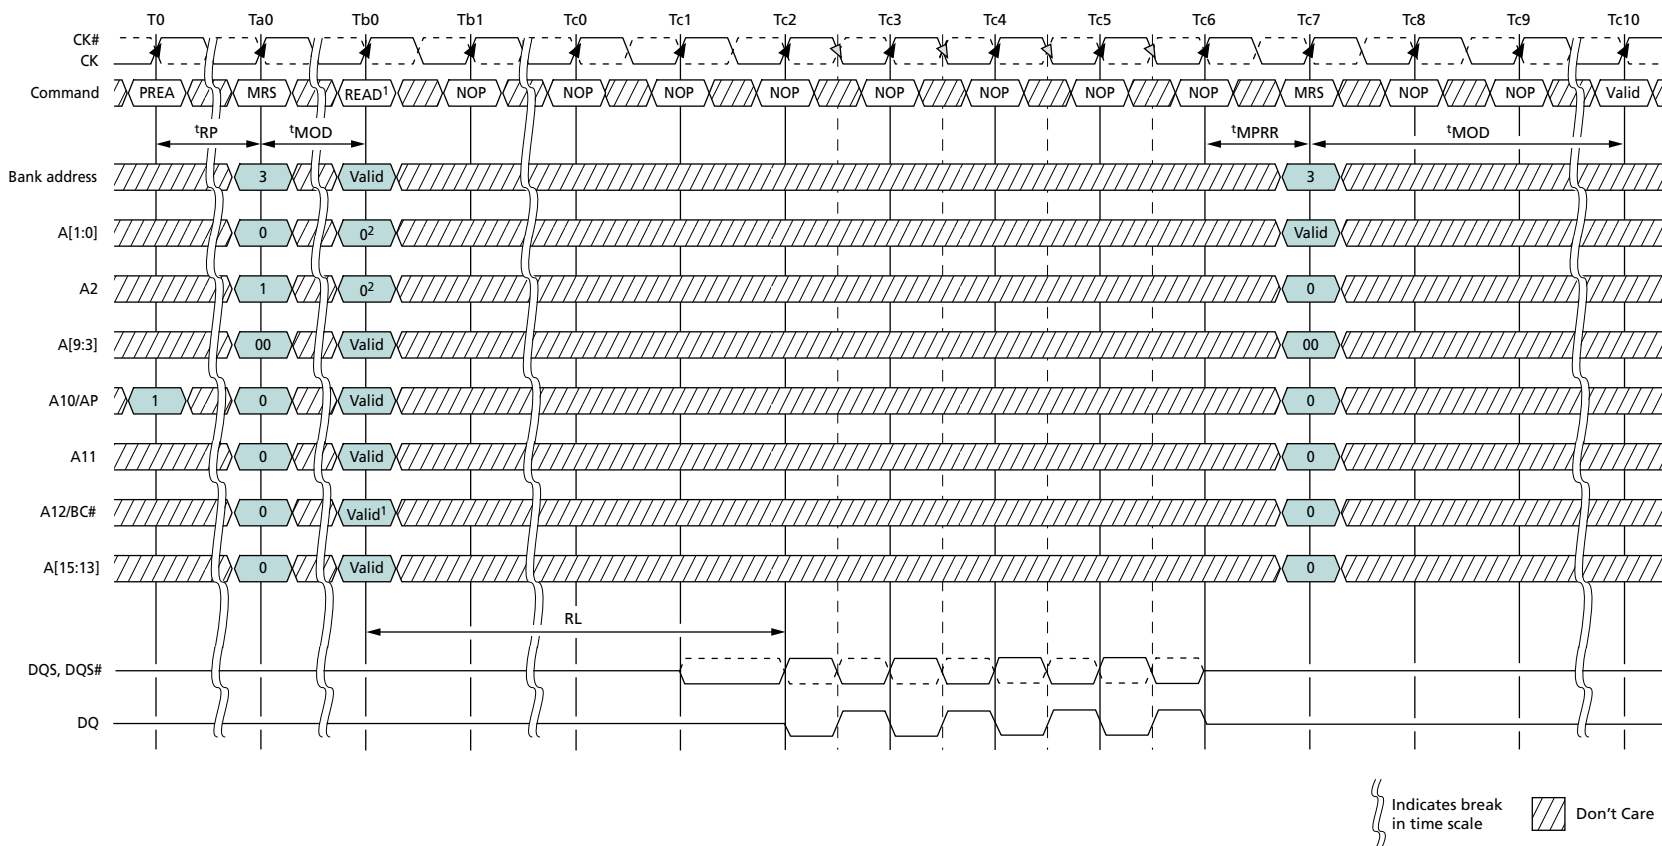 T0 Ta0 Tb0 Tb1 Tc0 Tc1 Tc2 Tc3 Tc4 Tc5 Tc6 Tc7 Tc8 Tc9 Tc10
CK#
CK
Command PREA MRS READ¹ NOP NOP NOP NOP NOP NOP NOP NOP MRS NOP NOP Valid
tRP tMOD tMPRR tMOD
Bank address 3 Valid 3
A[1:0] 0 0² Valid
A2 1 0² 0
A[9:3] 00 Valid 00
A10/AP 1 0 Valid 0
A11 0 Valid 0
A12/BC# 0 Valid¹ 0
A[15:13] 0 Valid 0
RL
DQS, DQS#
DQ
Indicates break
in time scale
Don't Care